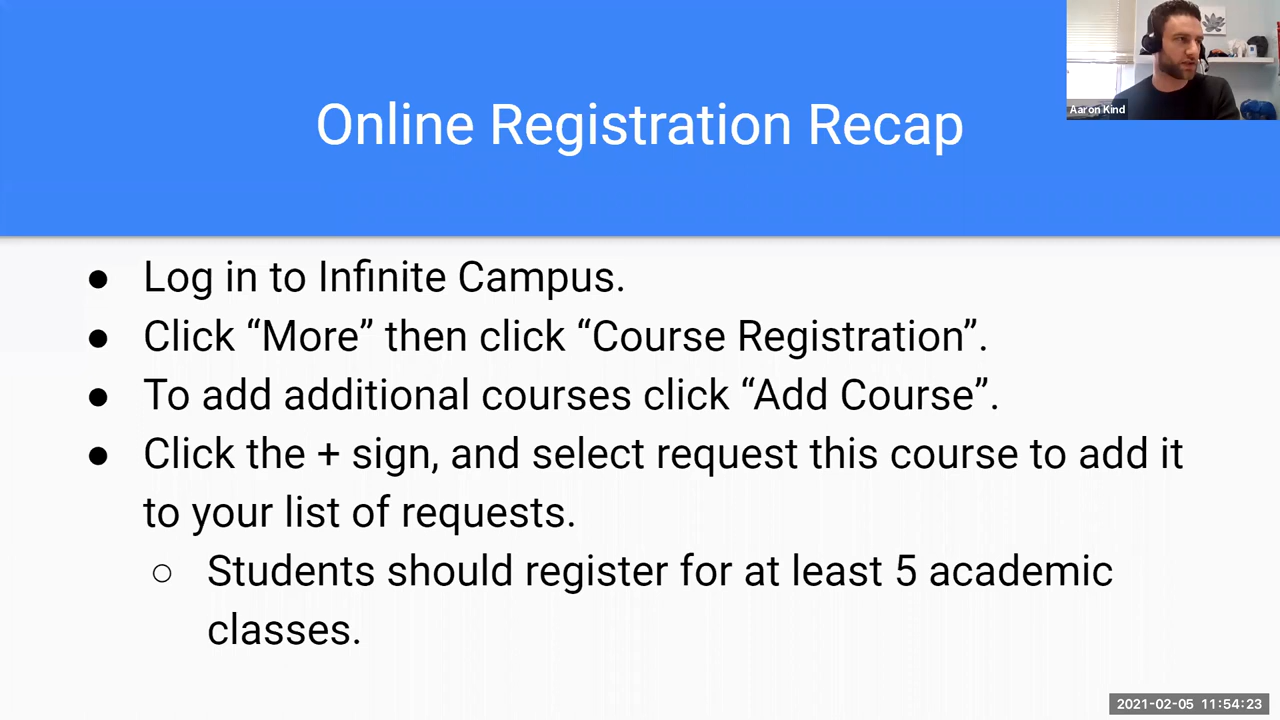 Aaron Kind
Online Registration Recap
● Log in to Infinite Campus.
● Click “More” then click “Course Registration”.
● To add additional courses click “Add Course”.
● Click the + sign, and select request this course to add it
to your list of requests.
○ Students should register for at least 5 academic
classes.
2021-02-05 11:54:23